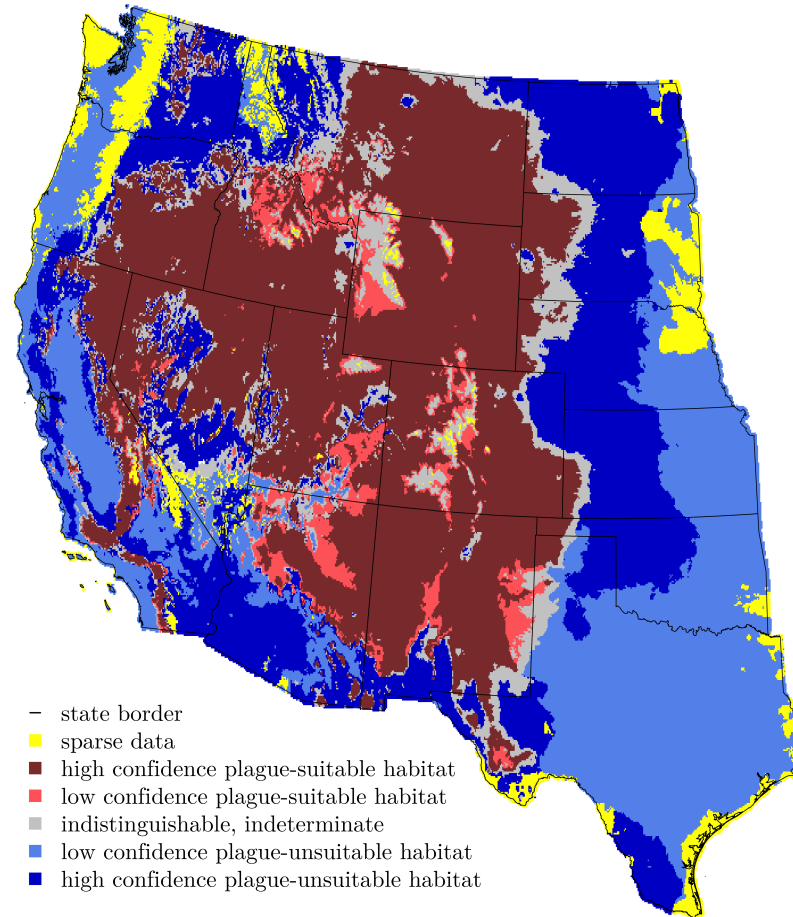 state border
sparse data
high confidence plague-suitable habitat
low confidence plague-suitable habitat
indistinguishable, indeterminate
low confidence plague-unsuitable habitat
high confidence plague-unsuitable habitat